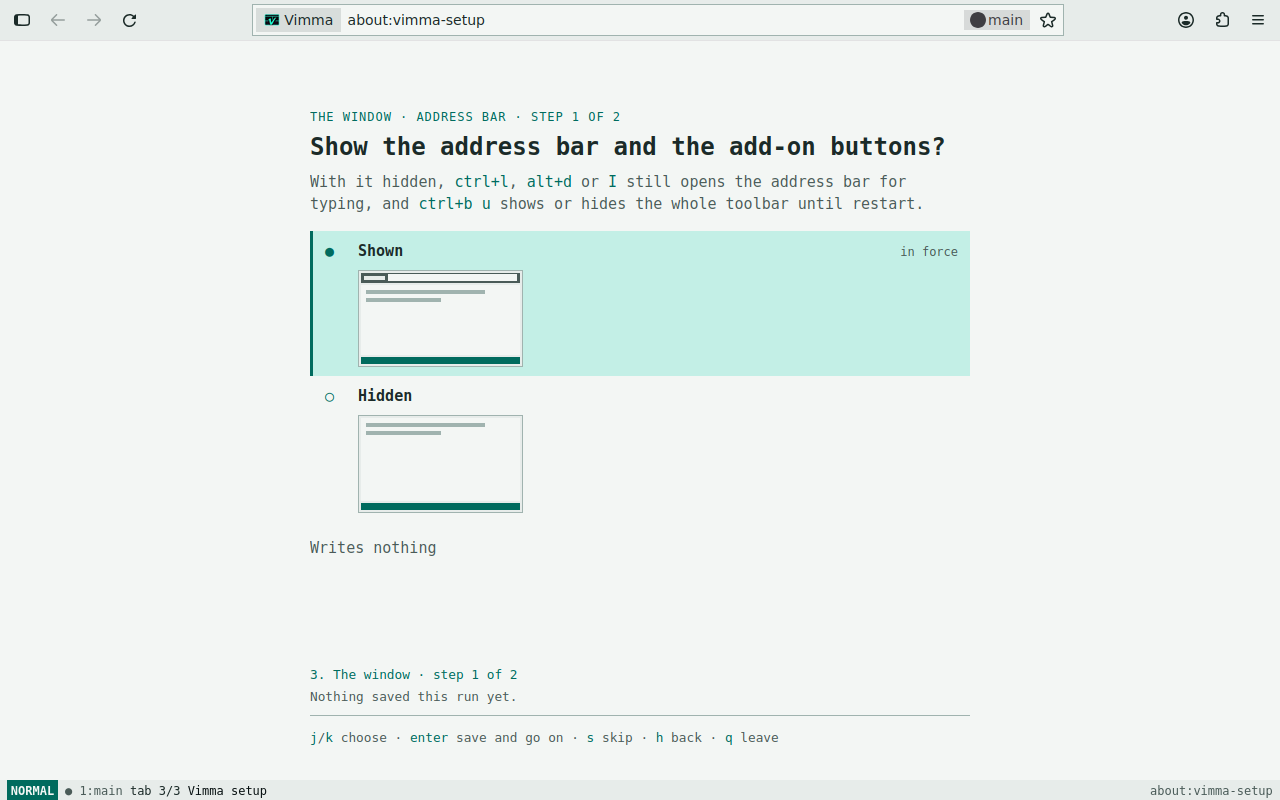 Vimma about:vimma-setup main
THE WINDOW · ADDRESS BAR · STEP 1 OF 2
Show the address bar and the add-on buttons?
With it hidden, ctrl+l, alt+d or I still opens the address bar for
typing, and ctrl+b u shows or hides the whole toolbar until restart.
● Shown in force
○ Hidden
Writes nothing
3. The window · step 1 of 2
Nothing saved this run yet.
j/k choose · enter save and go on · s skip · h back · q leave
NORMAL ● 1:main tab 3/3 Vimma setup about:vimma-setup